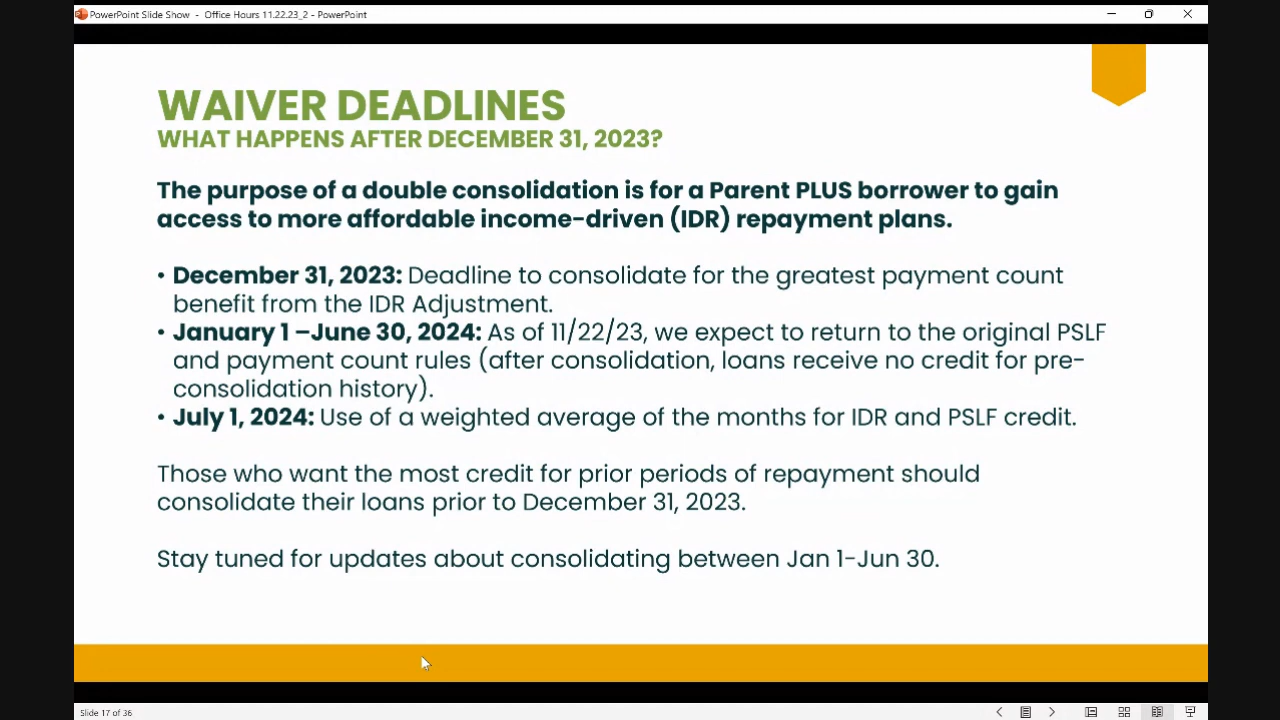 PowerPoint Slide Show - Office Hours 11.22.23_2 - PowerPoint
WAIVER DEADLINES
WHAT HAPPENS AFTER DECEMBER 31, 2023?
The purpose of a double consolidation is for a Parent PLUS borrower to gain
access to more affordable income-driven (IDR) repayment plans.
• December 31, 2023: Deadline to consolidate for the greatest payment count
benefit from the IDR Adjustment.
• January 1 –June 30, 2024: As of 11/22/23, we expect to return to the original PSLF
and payment count rules (after consolidation, loans receive no credit for pre-
consolidation history).
• July 1, 2024: Use of a weighted average of the months for IDR and PSLF credit.
Those who want the most credit for prior periods of repayment should
consolidate their loans prior to December 31, 2023.
Stay tuned for updates about consolidating between Jan 1-Jun 30.
Slide 17 of 36